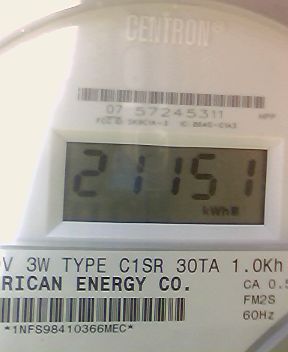 CENTRON®
07 57245311
21151
kWh
V 3W TYPE C1SR 30TA 1.0Kh
RICAN ENERGY CO.
CA 0.5
FM2S
60Hz
*1NFS98410366MEC*